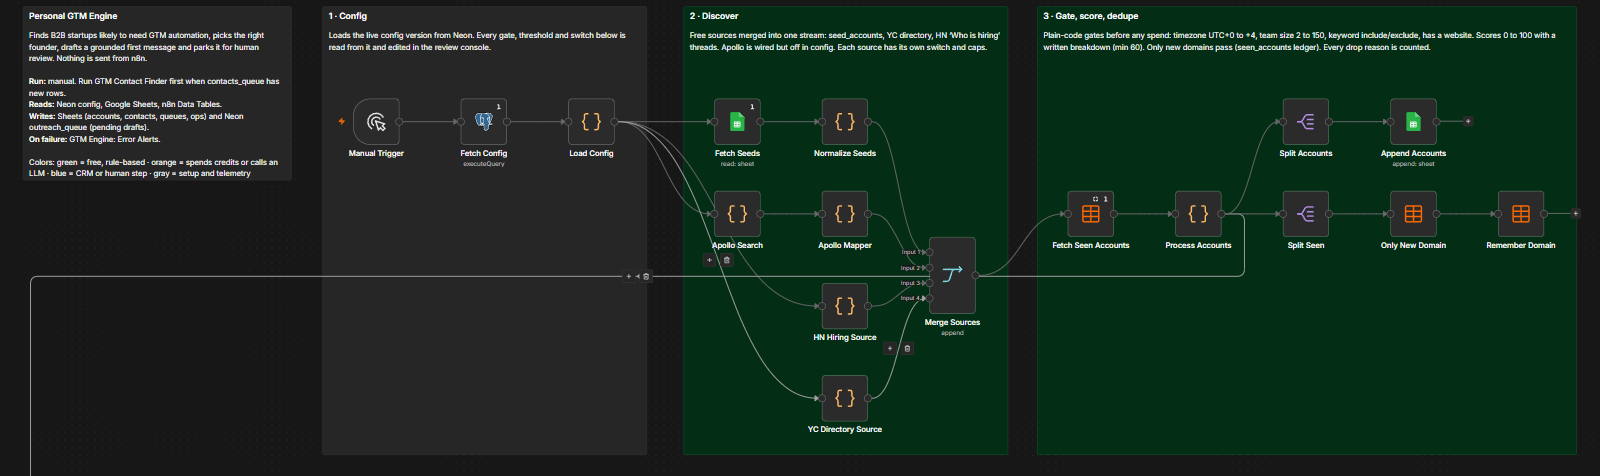 Personal GTM Engine
Finds B2B startups likely to need GTM automation, picks the right
founder, drafts a grounded first message and parks it for human
review. Nothing is sent from n8n.
Run: manual. Run GTM Contact Finder first when contacts_queue has
new rows.
Reads: Neon config, Google Sheets, n8n Data Tables.
Writes: Sheets (accounts, contacts, queues, ops) and Neon
outreach_queue (pending drafts).
On failure: GTM Engine: Error Alerts.
Colors: green = free, rule-based · orange = spends credits or calls an
LLM · blue = CRM or human step · gray = setup and telemetry
1 · Config
Loads the live config version from Neon. Every gate, threshold and switch below is
read from it and edited in the review console.
Manual Trigger
1
Fetch Config
executeQuery
Load Config
2 · Discover
Free sources merged into one stream: seed_accounts, YC directory, HN 'Who is hiring'
threads. Apollo is wired but off in config. Each source has its own switch and caps.
1
Fetch Seeds
read: sheet
Normalize Seeds
Apollo Search
Apollo Mapper
HN Hiring Source
YC Directory Source
Input 1
Input 2
Input 3
Input 4
Merge Sources
append
3 · Gate, score, dedupe
Plain-code gates before any spend: timezone UTC+0 to +4, team size 2 to 150, keyword include/exclude, has a website. Scores 0 to 100 with a
written breakdown (min 60). Only new domains pass (seen_accounts ledger). Every drop reason is counted.
Split Accounts
Append Accounts
append: sheet
1
Fetch Seen Accounts
Process Accounts
Split Seen
Only New Domain
Remember Domain